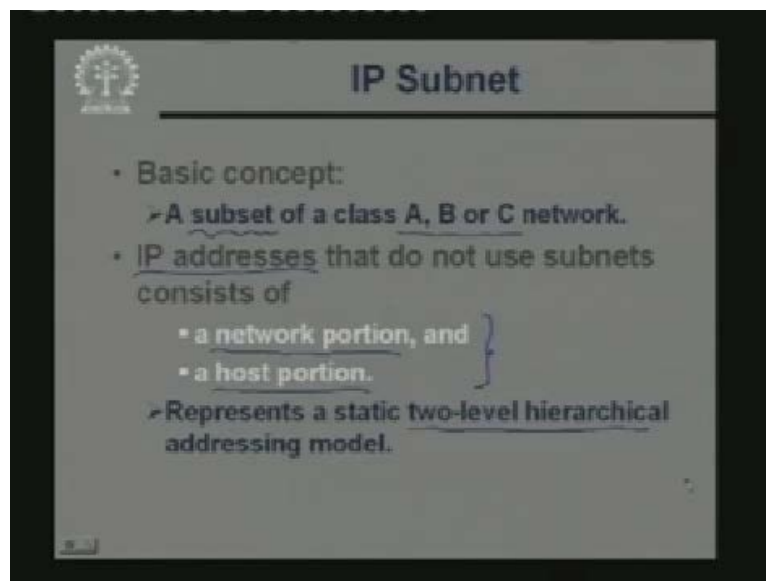 IP Subnet
• Basic concept:
➢A subset of a class A, B or C network.
• IP addresses that do not use subnets
consists of
▪ a network portion, and
▪ a host portion.
➢Represents a static two-level hierarchical
addressing model.